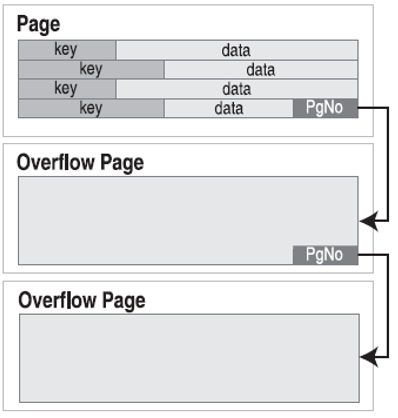 Page
key data
key data
key data
key data PgNo
Overflow Page
PgNo
Overflow Page